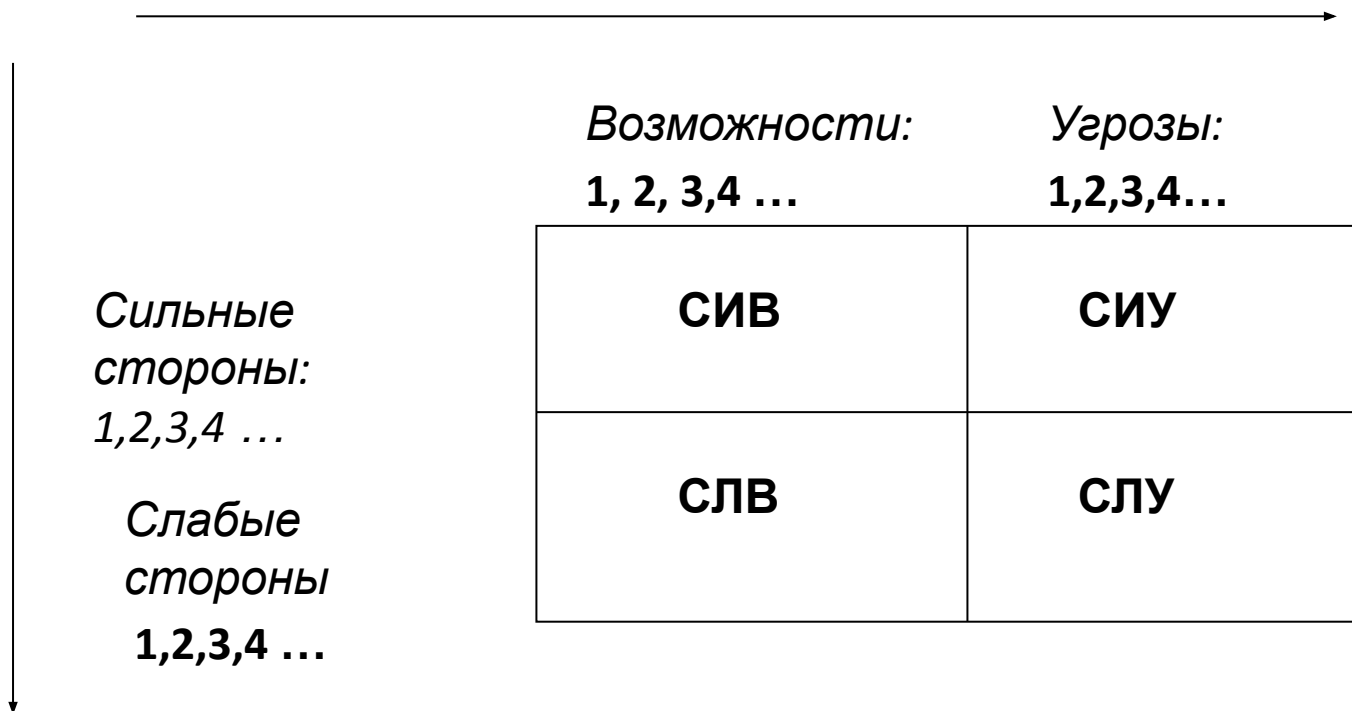 Возможности: Угрозы:
1, 2, 3,4 … 1,2,3,4…
Сильные
стороны:
1,2,3,4 …
СИВ СИУ
Слабые
стороны
1,2,3,4 …
СЛВ СЛУ